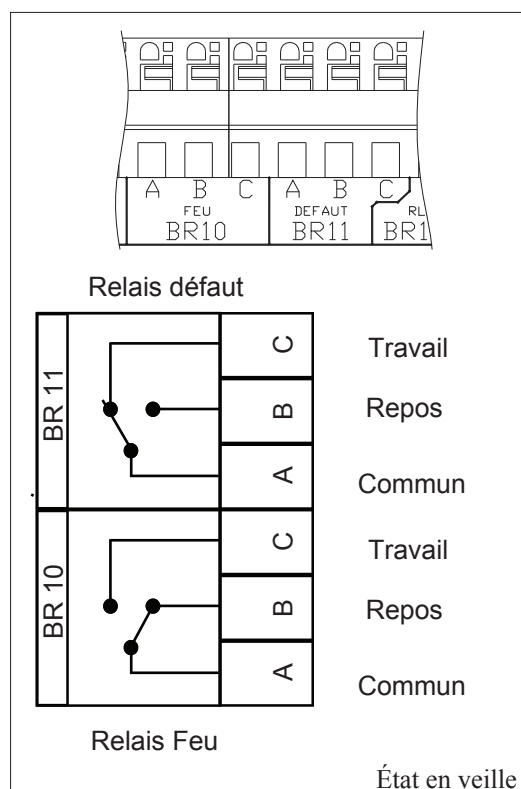 A B C A B C
FEU DEFAUT RL
BR10 BR11 BR1
Relais défaut
BR 11
C Travail
B Repos
A Commun
BR 10
C Travail
B Repos
A Commun
Relais Feu
État en veille